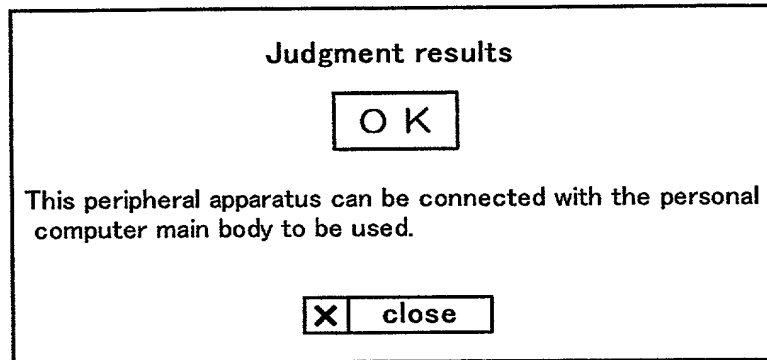 Judgment results
O K
This peripheral apparatus can be connected with the personal
computer main body to be used.
X close